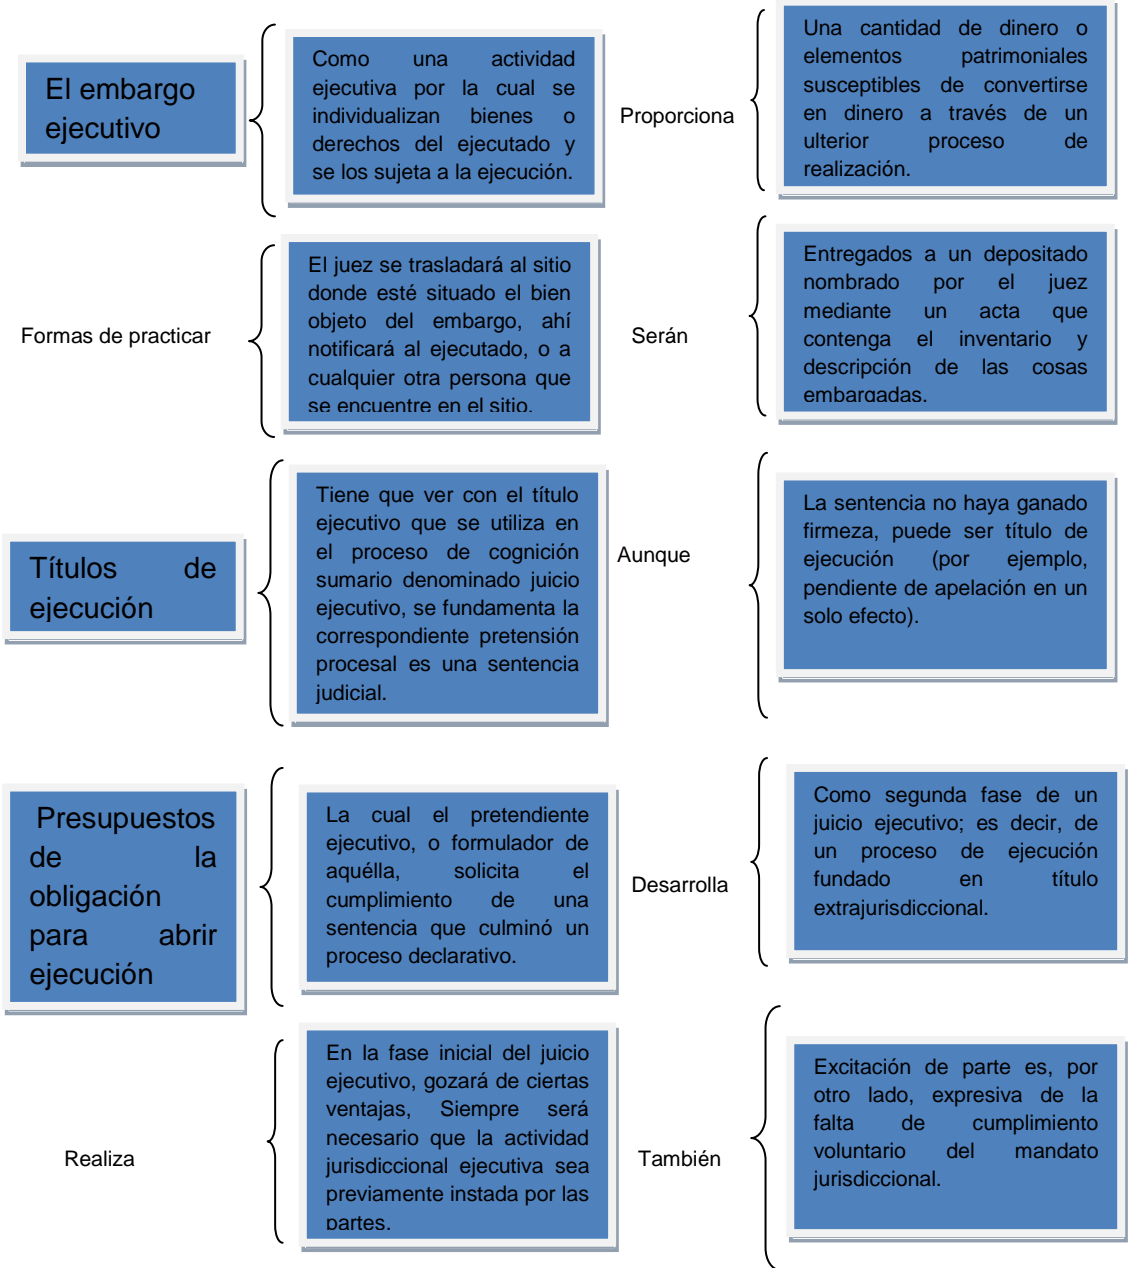 El embargo
ejecutivo
Como una actividad
ejecutiva por la cual se
individualizan bienes o
derechos del ejecutado y
se los sujeta a la ejecución.
Proporciona
Una cantidad de dinero o
elementos patrimoniales
susceptibles de convertirse
en dinero a través de un
ulterior proceso de
realización.
Formas de practicar
El juez se trasladará al sitio
donde esté situado el bien
objeto del embargo, ahí
notificará al ejecutado, o a
cualquier otra persona que
se encuentre en el sitio.
Serán
Entregados a un depositado
nombrado por el juez
mediante un acta que
contenga el inventario y
descripción de las cosas
embargadas.
Títulos de
ejecución
Tiene que ver con el título
ejecutivo que se utiliza en
el proceso de cognición
sumario denominado juicio
ejecutivo, se fundamenta la
correspondiente pretensión
procesal es una sentencia
judicial.
Aunque
La sentencia no haya ganado
firmeza, puede ser título de
ejecución (por ejemplo,
pendiente de apelación en un
solo efecto).
Presupuestos
de la
obligación
para abrir
ejecución
La cual el pretendiente
ejecutivo, o formulador de
aquélla, solicita el
cumplimiento de una
sentencia que culminó un
proceso declarativo.
Desarrolla
Como segunda fase de un
juicio ejecutivo; es decir, de
un proceso de ejecución
fundado en título
extrajurisdiccional.
Realiza
En la fase inicial del juicio
ejecutivo, gozará de ciertas
ventajas, Siempre será
necesario que la actividad
jurisdiccional ejecutiva sea
previamente instada por las
partes.
También
Excitación de parte es, por
otro lado, expresiva de la
falta de cumplimiento
voluntario del mandato
jurisdiccional.